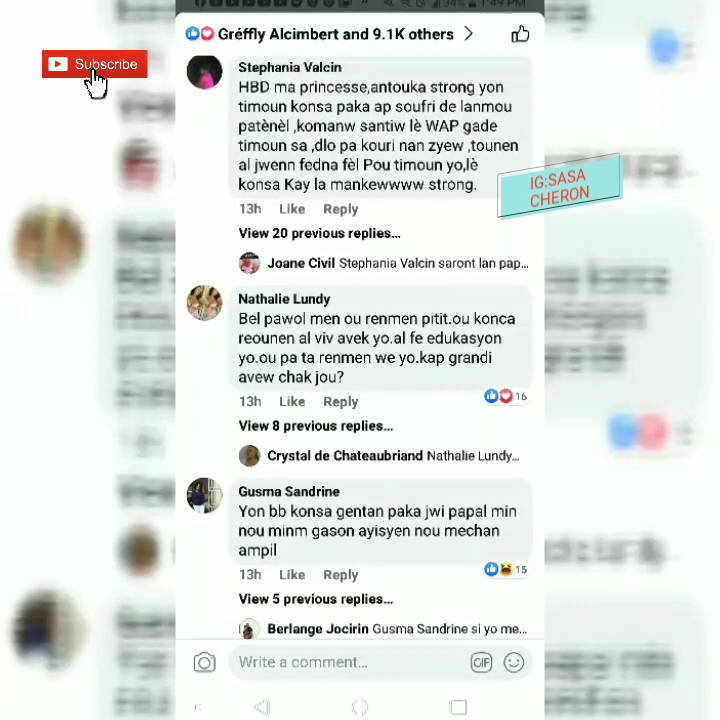 34% 1:49 PM
Gréffly Alcimbert and 9.1K others
Subscribe
Stephania Valcin
HBD ma princesse,antouka strong yon
timoun konsa paka ap soufri de lanmou
patènèl ,komanw santiw lè WAP gade
timoun sa ,dlo pa kouri nan zyew ,tounen
al jwenn fedna fèl Pou timoun yo,lè
konsa Kay la mankewwww strong.
IG:SASA
CHERON
13h Like Reply
View 20 previous replies...
Joane Civil Stephania Valcin saront lan pap...
Nathalie Lundy
Bel pawol men ou renmen pitit.ou konca
reounen al viv avek yo.al fe edukasyon
yo.ou pa ta renmen we yo.kap grandi
avew chak jou?
13h Like Reply 16
View 8 previous replies...
Crystal de Chateaubriand Nathalie Lundy...
Gusma Sandrine
Yon bb konsa gentan paka jwi papal min
nou minm gason ayisyen nou mechan
ampil
13h Like Reply 15
View 5 previous replies...
Berlange Jocirin Gusma Sandrine si yo me...
Write a comment...
GIF